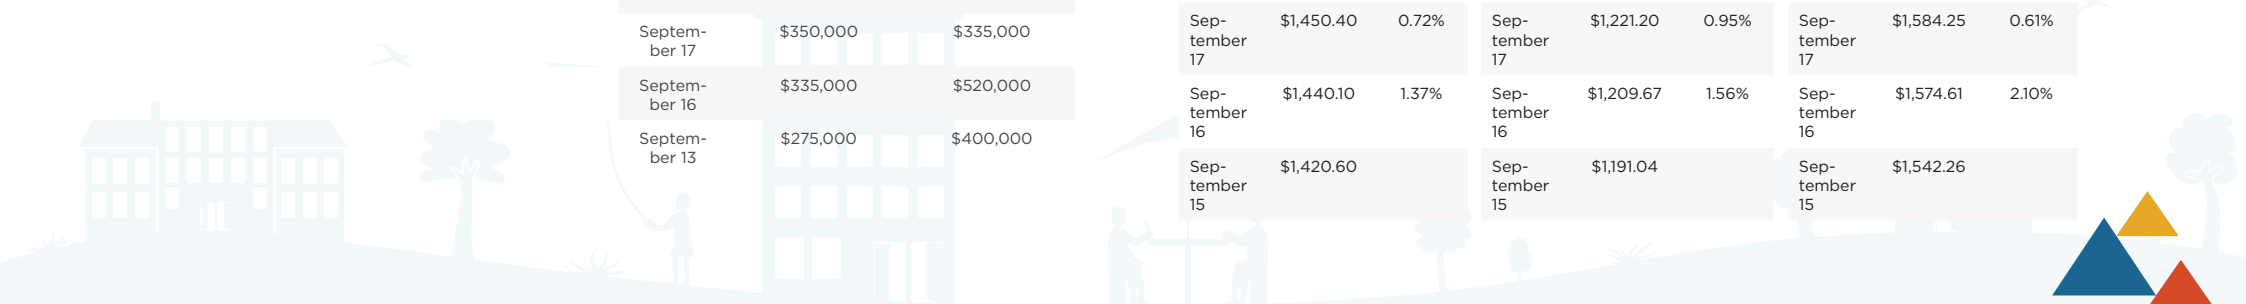 Septem-
ber 17 $350,000 $335,000
Septem-
ber 16 $335,000 $520,000
Septem-
ber 13 $275,000 $400,000
Sep- $1,450.40 0.72%
tember
17
Sep- $1,440.10 1.37%
tember
16
Sep- $1,420.60
tember
15
Sep- $1,221.20 0.95%
tember
17
Sep- $1,209.67 1.56%
tember
16
Sep- $1,191.04
tember
15
Sep- $1,584.25 0.61%
tember
17
Sep- $1,574.61 2.10%
tember
16
Sep- $1,542.26
tember
15